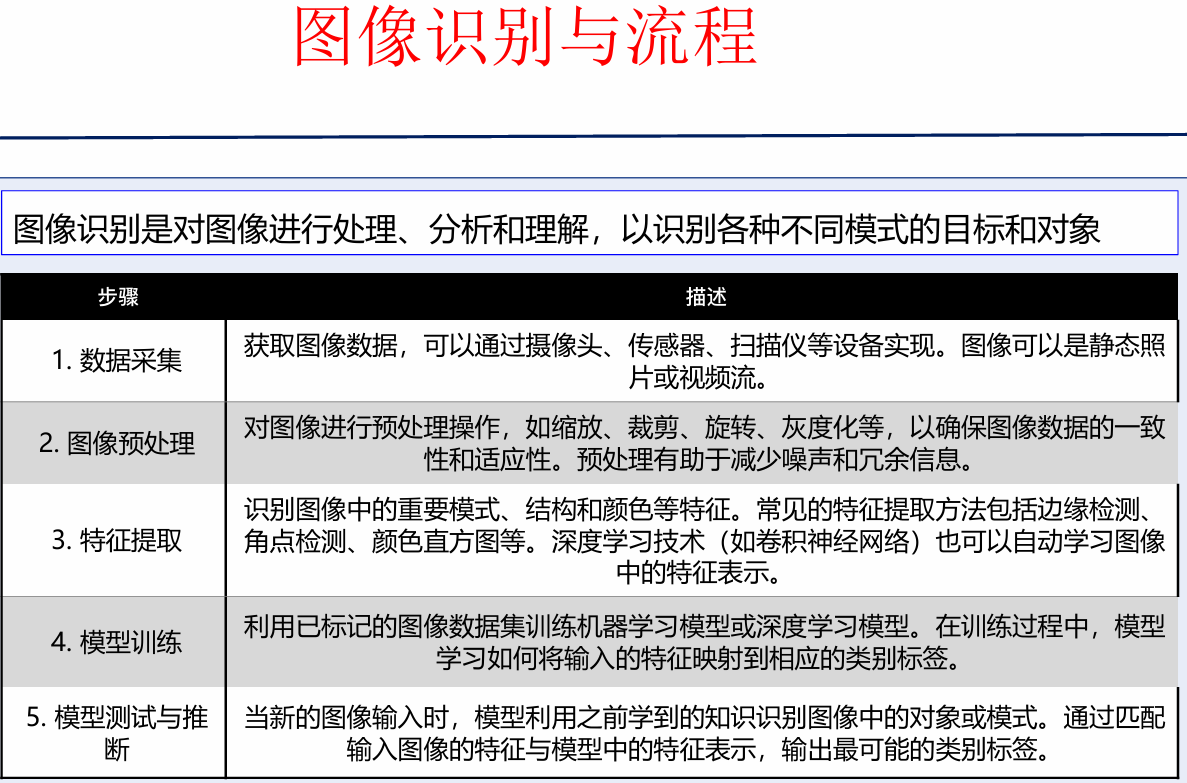 图像识别与流程
图像识别是对图像进行处理、分析和理解，以识别各种不同模式的目标和对象
步骤
描述
1. 数据采集
获取图像数据，可以通过摄像头、传感器、扫描仪等设备实现。图像可以是静态照
片或视频流。
2. 图像预处理
对图像进行预处理操作，如缩放、裁剪、旋转、灰度化等，以确保图像数据的一致
性和适应性。预处理有助于减少噪声和冗余信息。
3. 特征提取
识别图像中的重要模式、结构和颜色等特征。常见的特征提取方法包括边缘检测、
角点检测、颜色直方图等。深度学习技术（如卷积神经网络）也可以自动学习图像
中的特征表示。
4. 模型训练
利用已标记的图像数据集训练机器学习模型或深度学习模型。在训练过程中，模型
学习如何将输入的特征映射到相应的类别标签。
5. 模型测试与推
断
当新的图像输入时，模型利用之前学到的知识识别图像中的对象或模式。通过匹配
输入图像的特征与模型中的特征表示，输出最可能的类别标签。